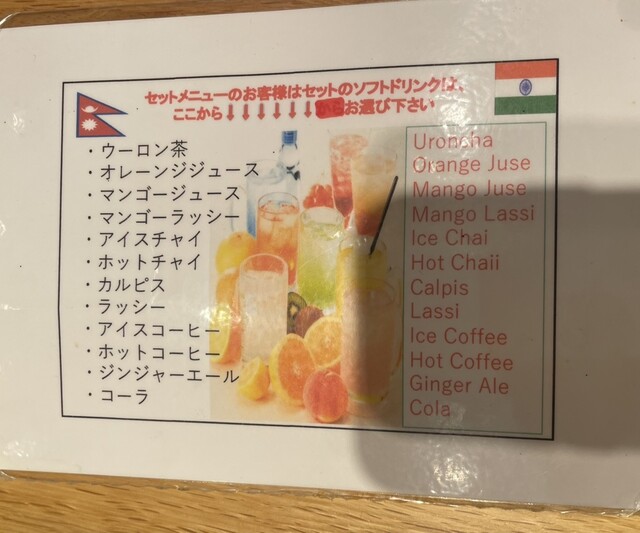 セットメニューのお客様はセットのソフトドリンクは、
ここから↓↓↓↓↓↓からお選び下さい
・ウーロン茶
・オレーンジジュース
・マンゴージュース
・マンゴーラッシー
・アイスチャイ
・ホットチャイ
・カルピス
・ラッシー
・アイスコーヒー
・ホットコーヒー
・ジンジャーエール
・コーラ
Uroncha
Orange Juse
Mango Juse
Mango Lassi
Ice Chai
Hot Chaii
Calpis
Lassi
Ice Coffee
Hot Coffee
Ginger Ale
Cola